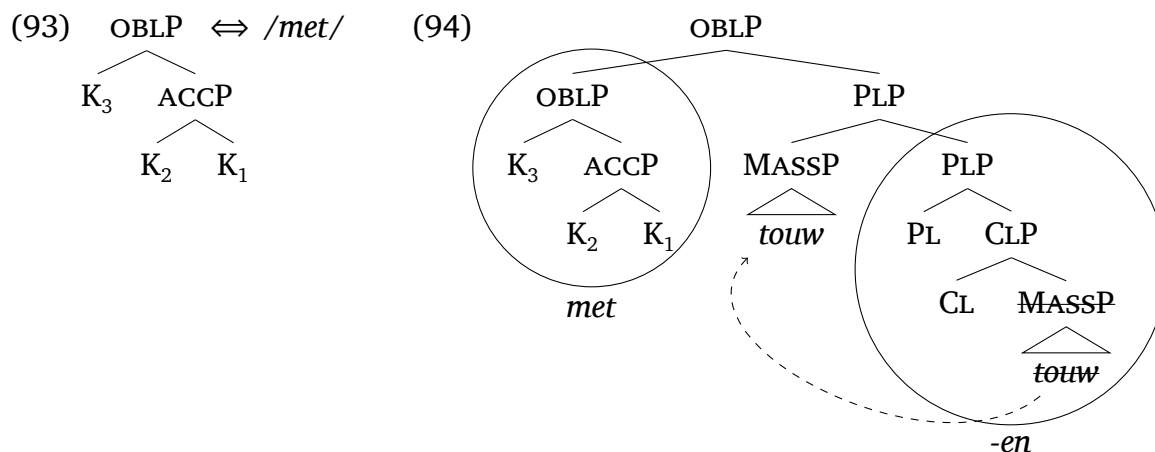 (93) OBLP ⇔ /met/ (94) OBLP
K₃ ACCP OBLP PLP
K₂ K₁ K₃ ACCP MASSP PLP
K₂ K₁ touw PL CLP
met CL MASSP
touw
-en